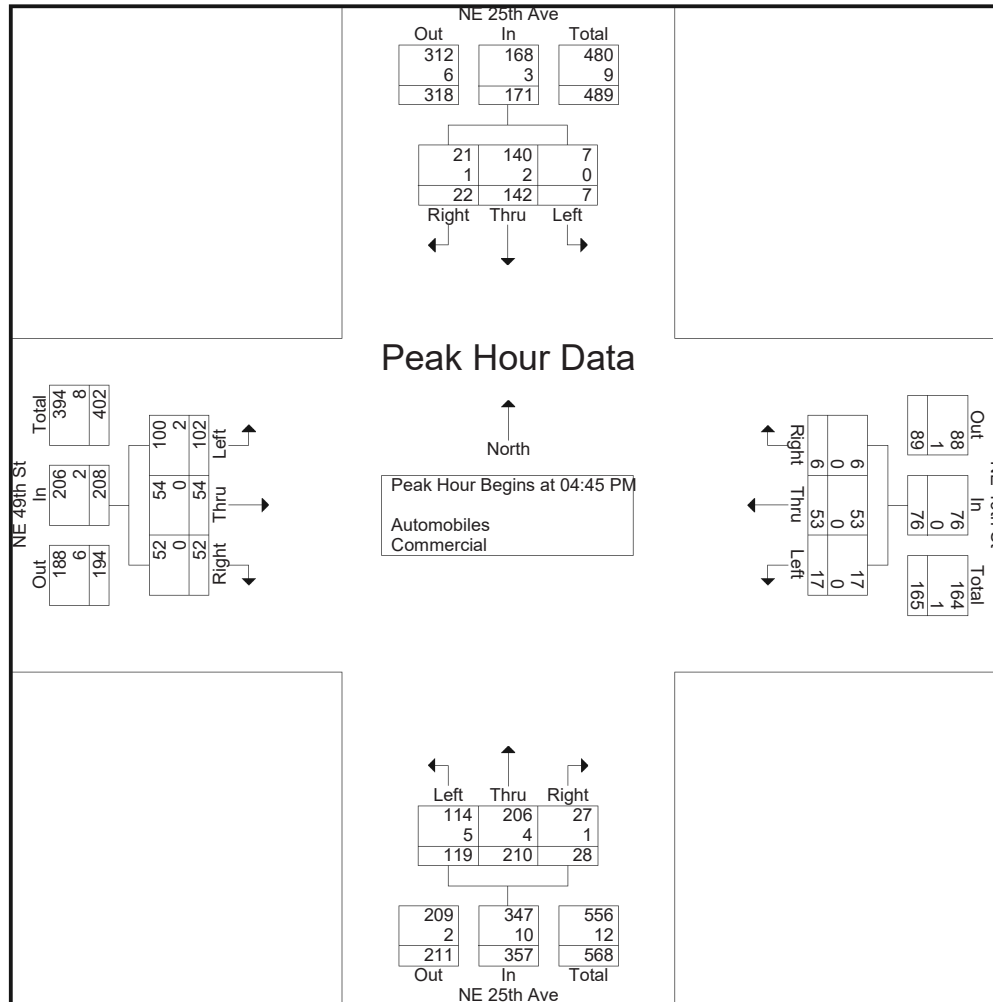 NE 25th Ave
Out In Total
312 168 480
6 3 9
318 171 489
21 140 7
1 2 0
22 142 7
Right Thru Left
Peak Hour Data
North
Peak Hour Begins at 04:45 PM
Automobiles
Commercial
NE 49th St
Total In Out
394 206 188
8 2 6
402 208 194
100 54 52
2 0 0
102 54 52
Left Thru Right
Out In Total
88 76 164
1 0 1
89 76 165
6 53 17
0 0 0
6 53 17
Right Thru Left
Left Thru Right
114 206 27
5 4 1
119 210 28
209 347 556
2 10 12
211 357 568
Out In Total
NE 25th Ave